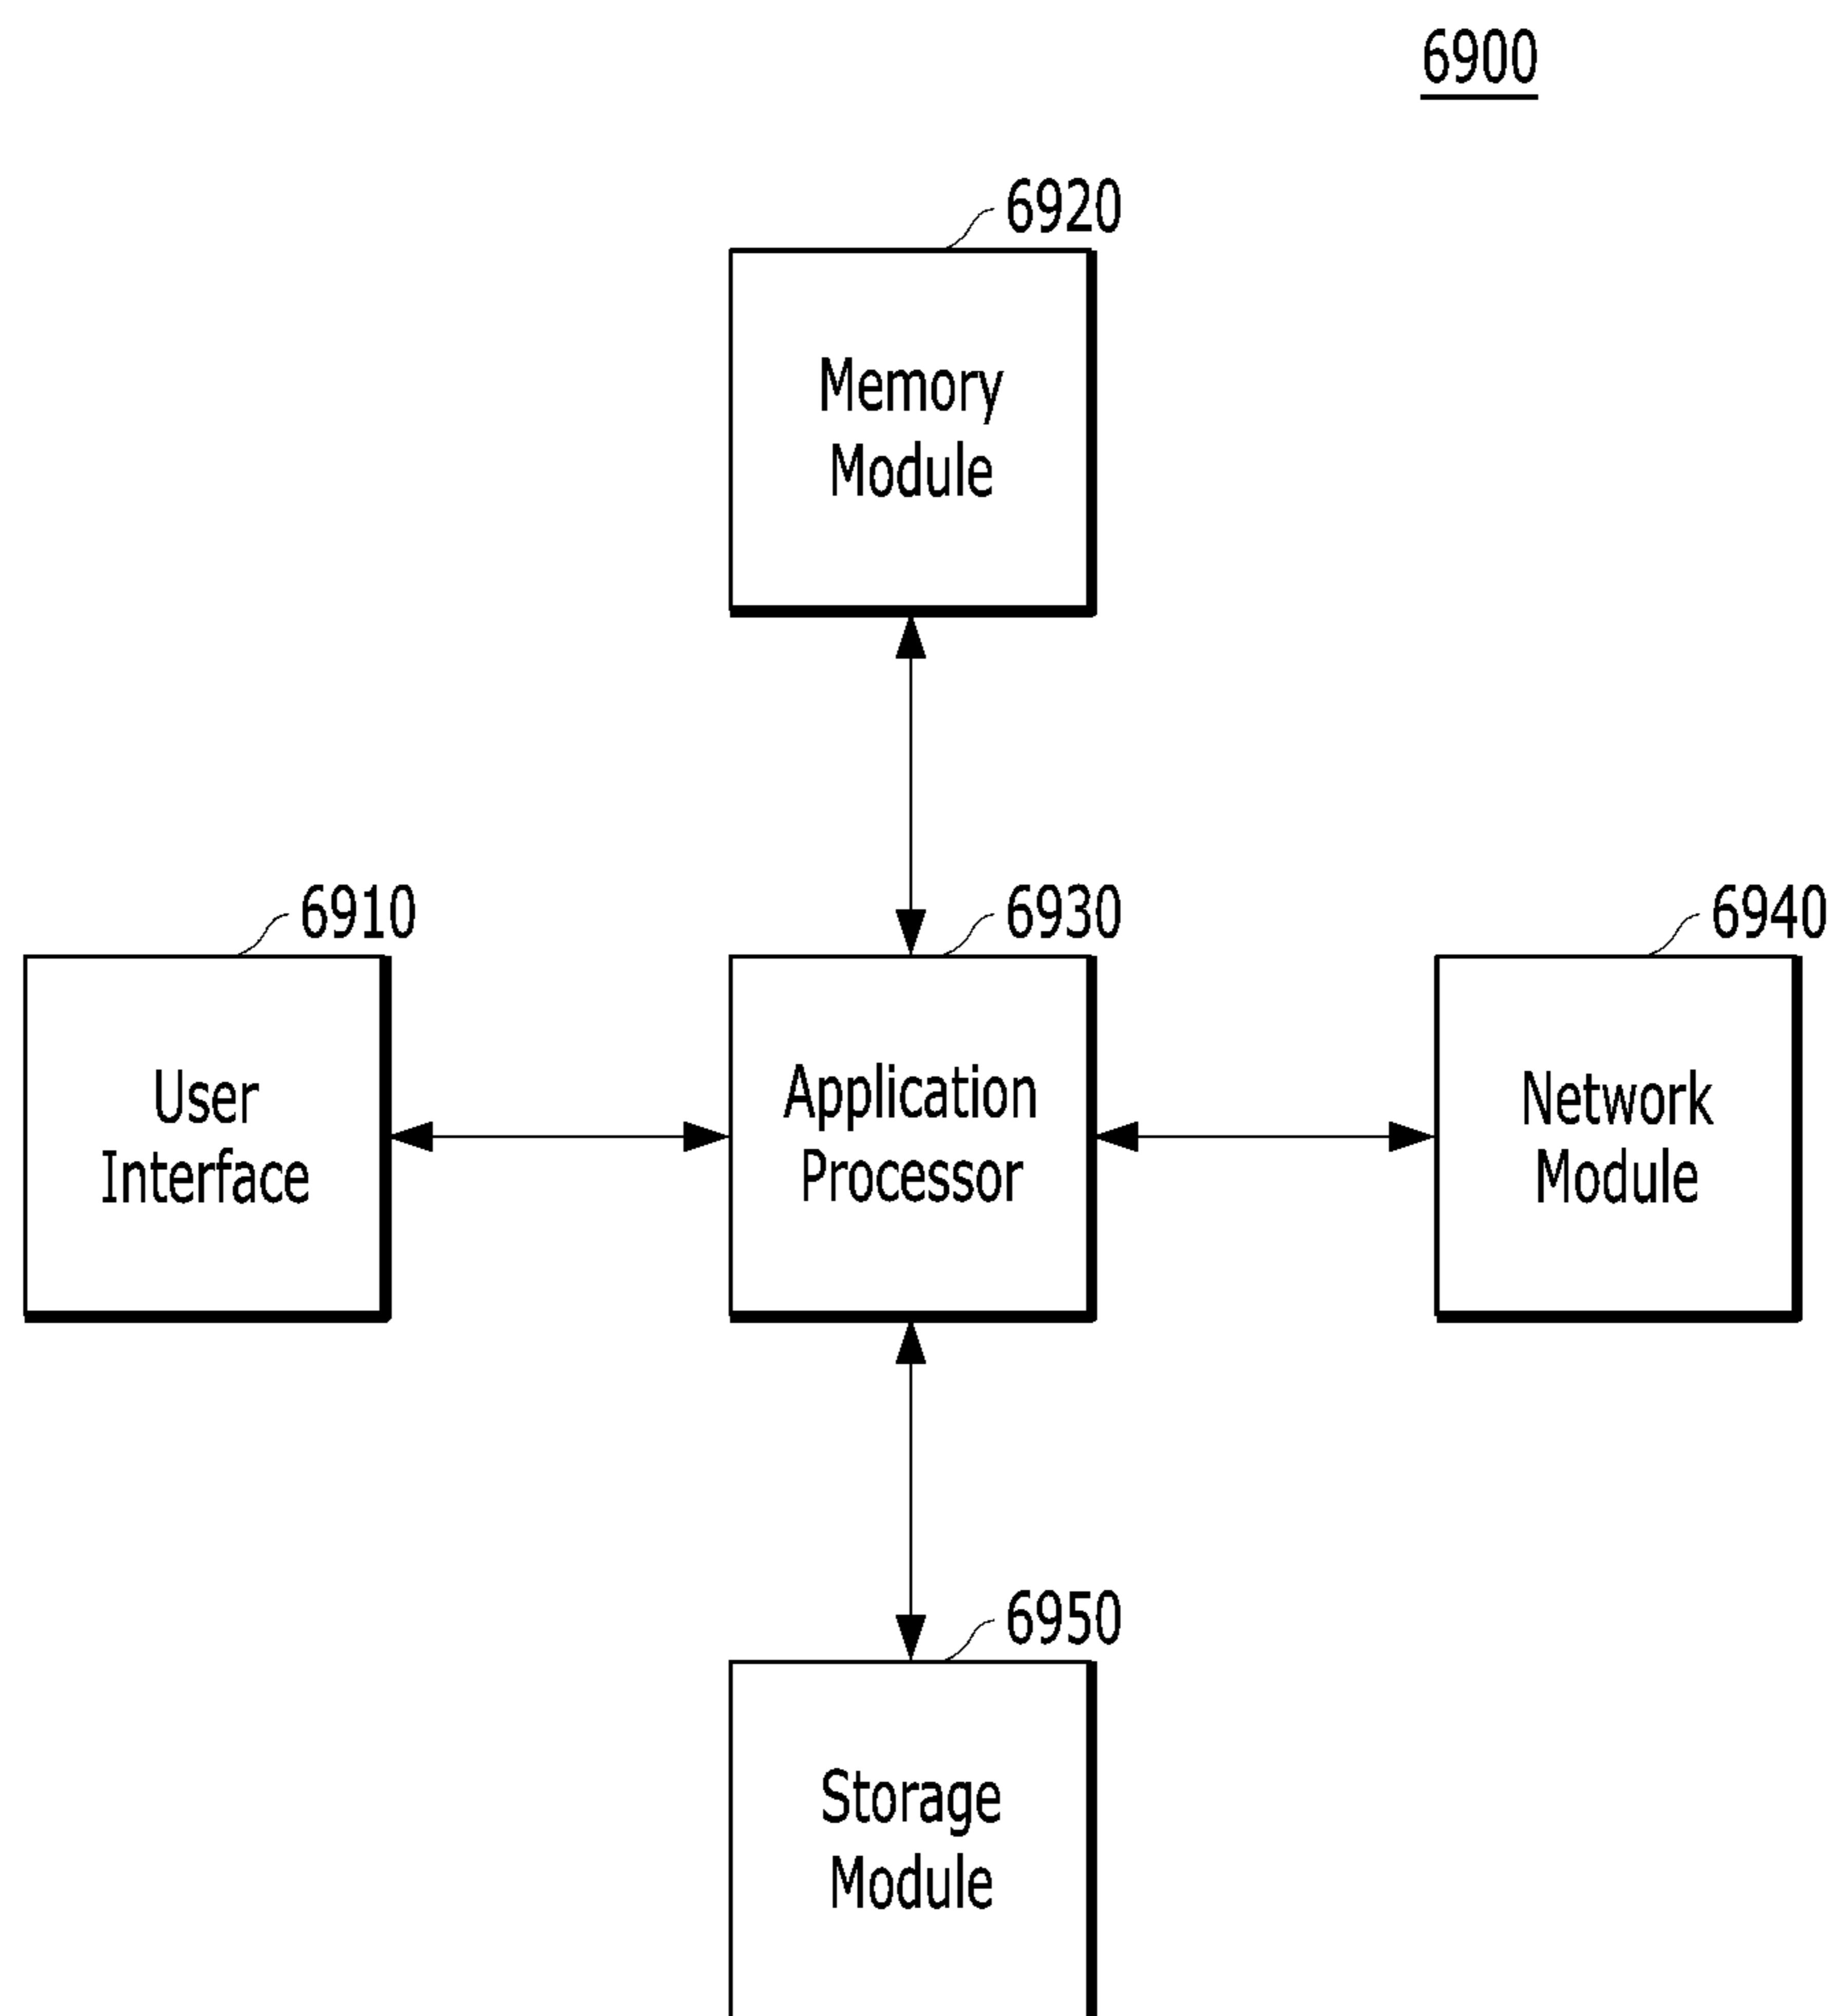 6900
6920
Memory
Module
6910
6930
6940
User
Interface
Application
Processor
Network
Module
6950
Storage
Module